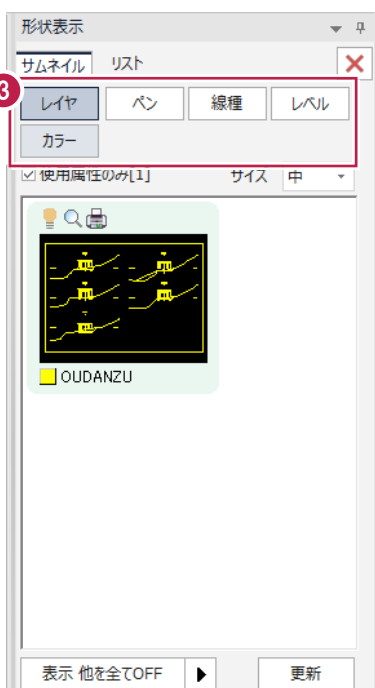 形状表示
サムネイル リスト
3
レイヤ ペン 線種 レベル
カラー
使用属性のみ[1] サイズ 中
OUDANZU
表示 他を全てOFF 更新